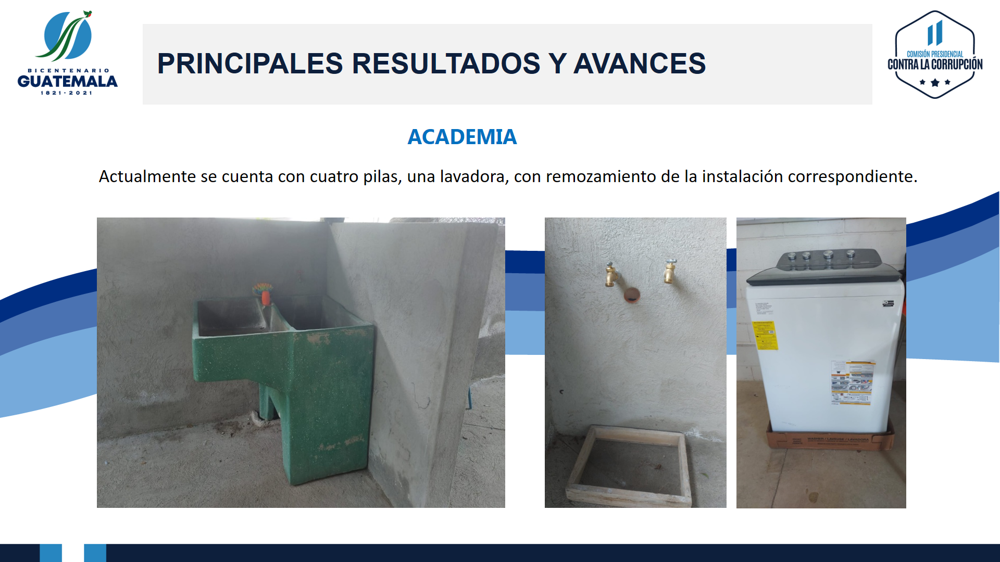 BICENTENARIO
GUATEMALA
1821-2021
PRINCIPALES RESULTADOS Y AVANCES
COMISIÓN PRESIDENCIAL
CONTRA LA CORRUPCIÓN
ACADEMIA
Actualmente se cuenta con cuatro pilas, una lavadora, con remozamiento de la instalación correspondiente.
WASHER / LAVEUSE / LAVADORA